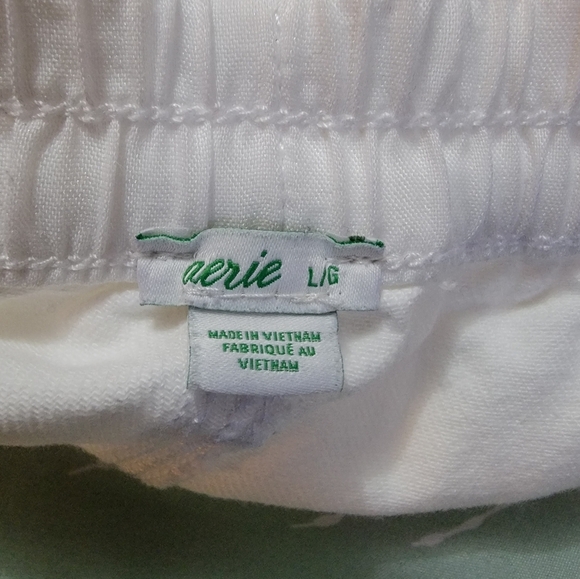 aerie L/G
MADE IN VIETNAM
FABRIQUÉ AU
VIETNAM